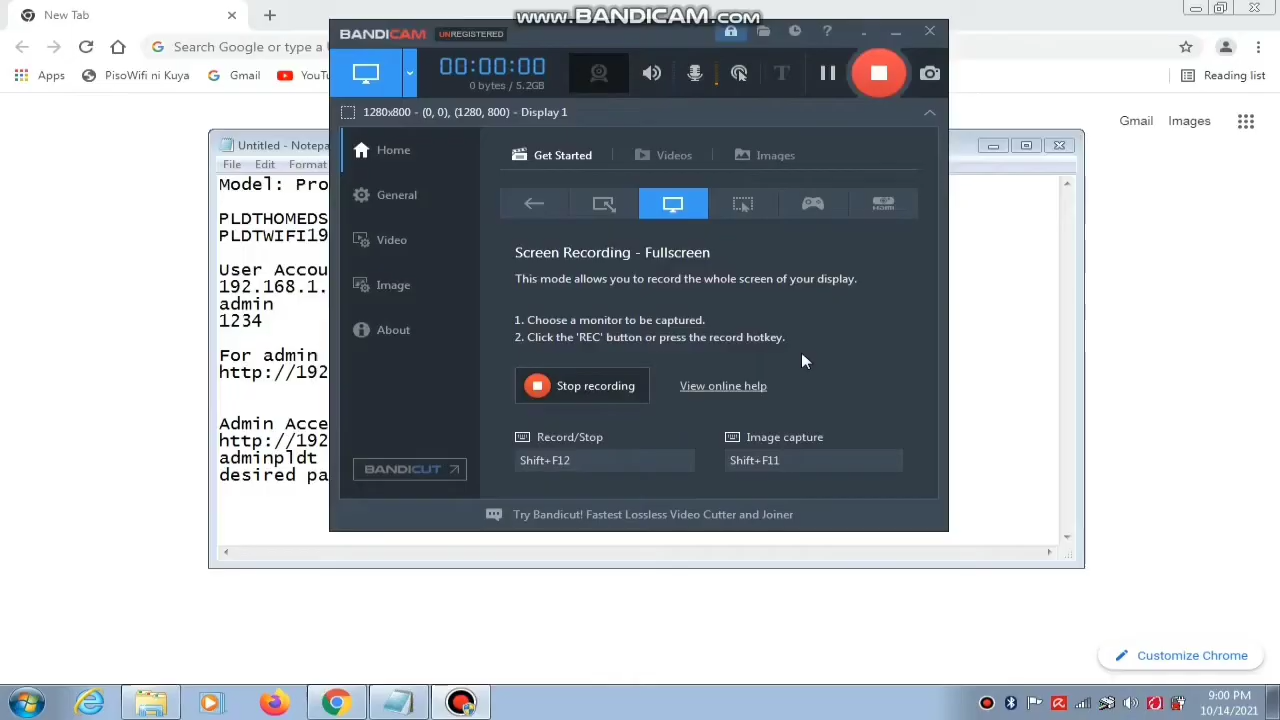 New Tab
www.BANDICAM.com
BANDICAM UNREGISTERED
Search Google or type a
Apps
PisoWifi ni Kuya
Gmail
YouTu
Reading list
00:00:00
0 bytes / 5.2GB
1280x800 - (0, 0), (1280, 800) - Display 1
Gmail
Images
Untitled - Notepa
File
Edit
Format
Model: Pro
PLDTHOMEDS
PLDTWIFI19
User Accou
192.168.1.
admin
1234
For admin
http://192
Admin Acce
http://192
adminpldt
desired pa
Home
General
Video
Image
About
BANDICUT
Get Started
Videos
Images
Screen Recording - Fullscreen
This mode allows you to record the whole screen of your display.
1. Choose a monitor to be captured.
2. Click the 'REC' button or press the record hotkey.
Stop recording
View online help
Record/Stop
Image capture
Shift+F12
Shift+F11
Try Bandicut! Fastest Lossless Video Cutter and Joiner
Customize Chrome
9:00 PM
10/14/2021